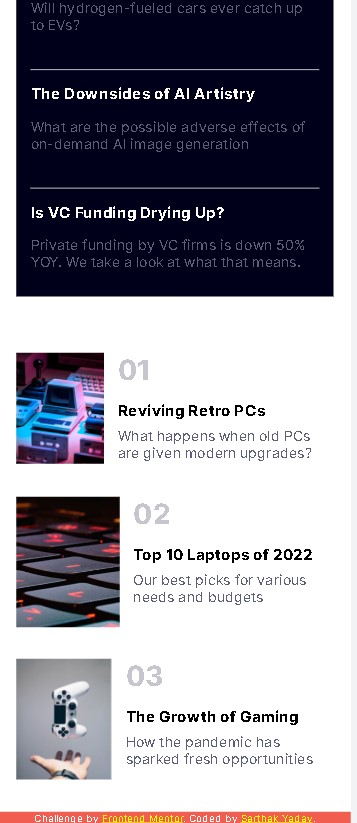 Will hydrogen-fueled cars ever catch up
to EVs?
The Downsides of AI Artistry
What are the possible adverse effects of
on-demand AI image generation
Is VC Funding Drying Up?
Private funding by VC firms is down 50%
YOY. We take a look at what that means.
01
Reviving Retro PCs
What happens when old PCs
are given modern upgrades?
02
Top 10 Laptops of 2022
Our best picks for various
needs and budgets
03
The Growth of Gaming
How the pandemic has
sparked fresh opportunities
Challenge by Frontend Mentor. Coded by Sarthak Yadav.